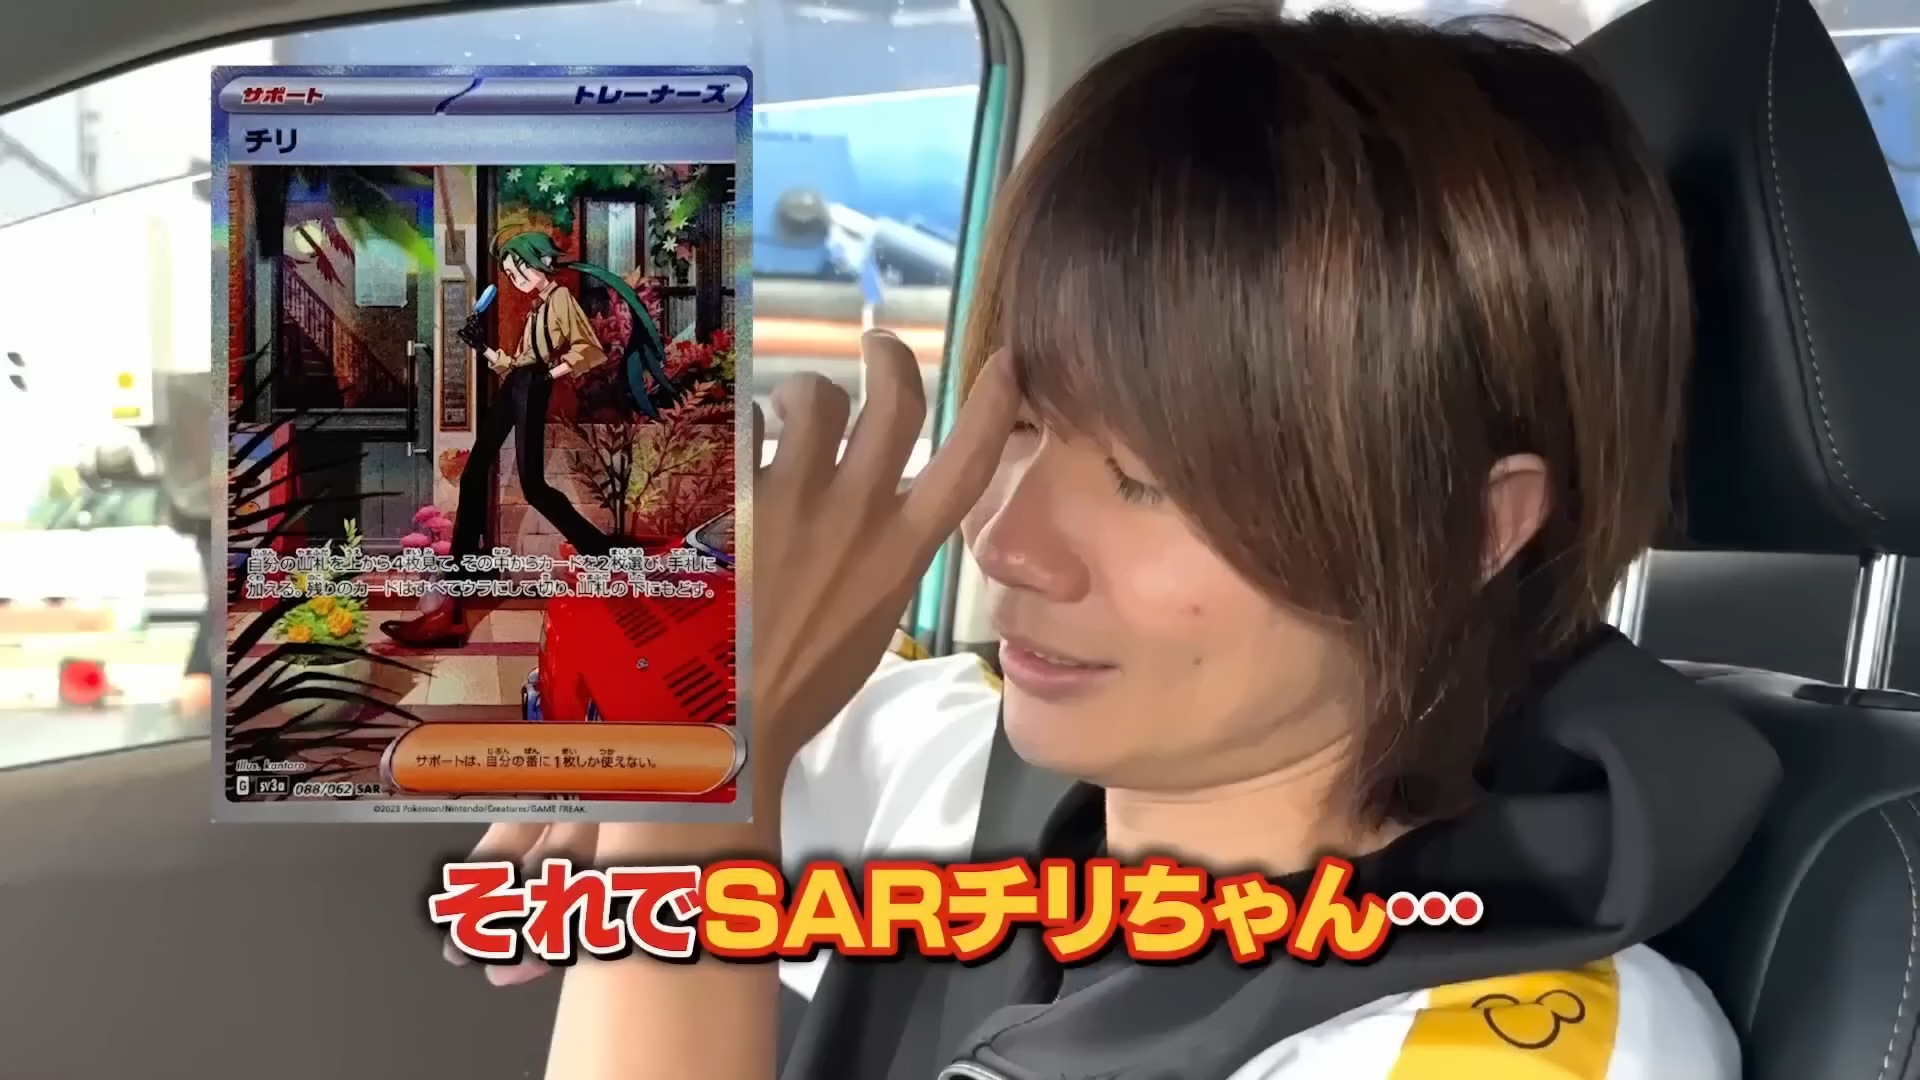 サポート
トレーナーズ
チリ
自分の山札を上から4枚見て、その中からカードを2枚選び、手札に
加える。残りのカードはすべてウラにして切り、山札の下にもどす。
サポートは、自分の番に1枚しか使えない。
Illus. kantaro
G sv3a 088/062 SAR
©2023 Pokémon/Nintendo/Creatures/GAME FREAK.
それでSARチリちゃん…